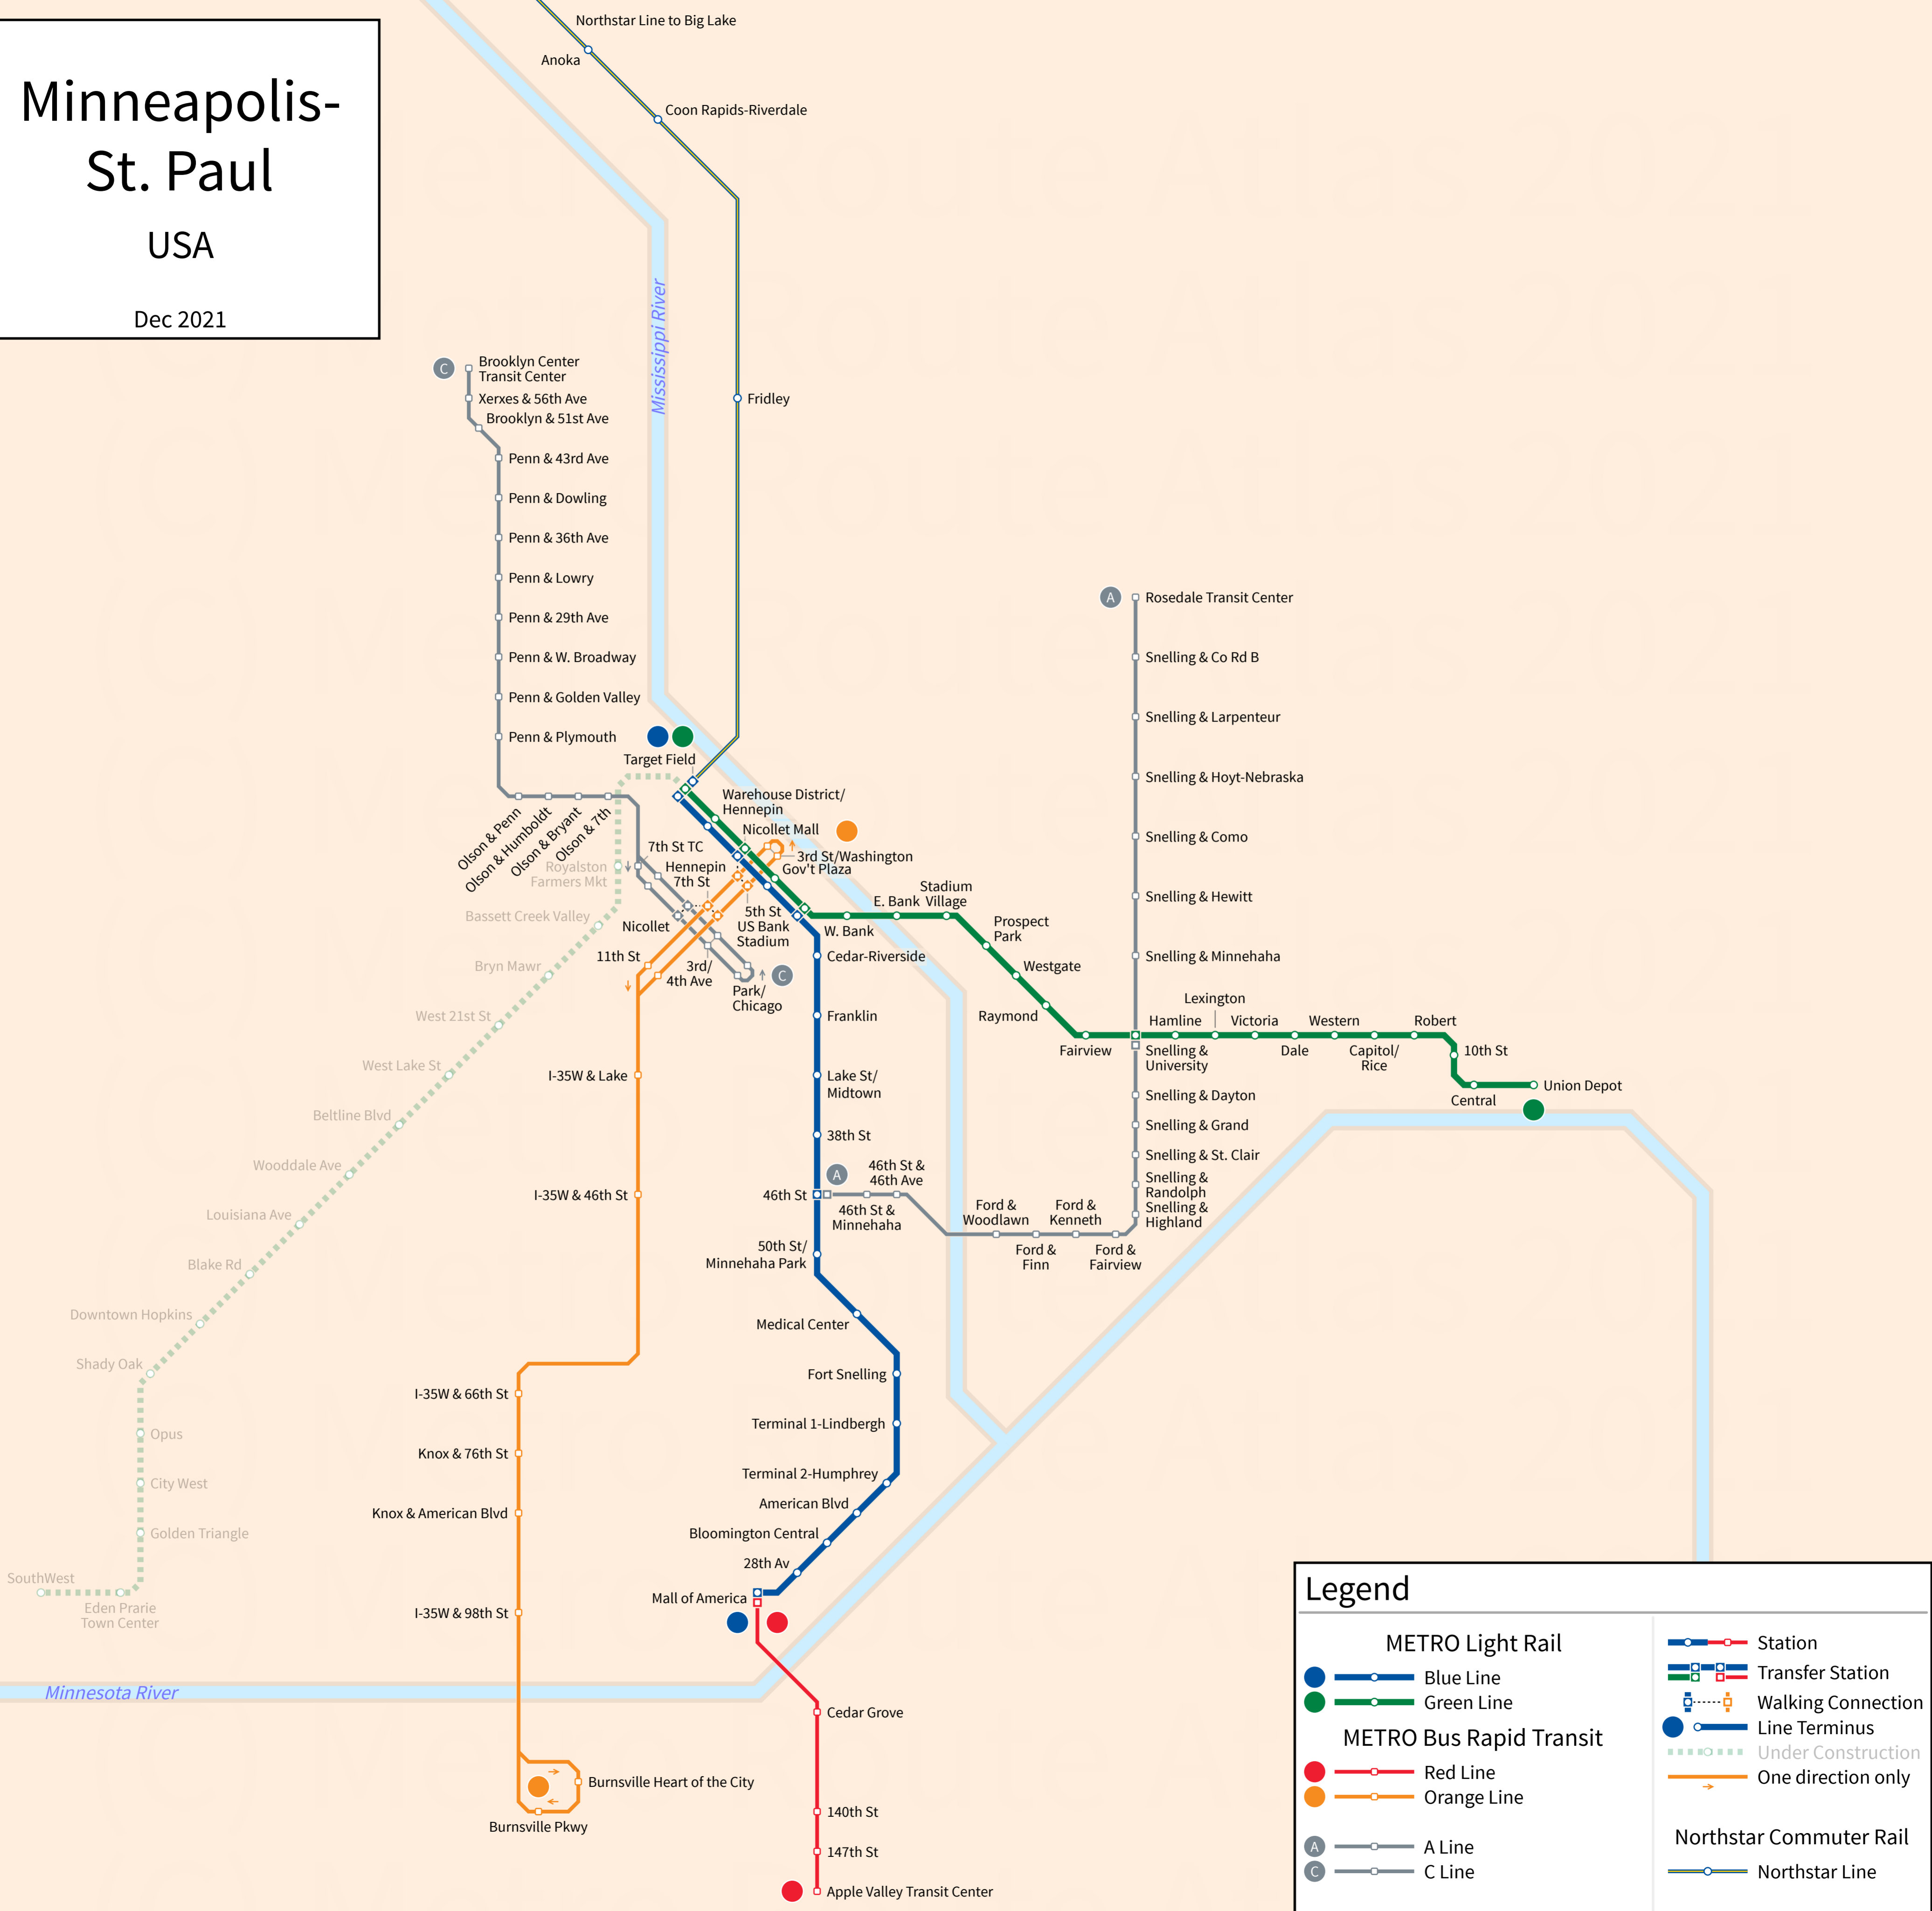 Minneapolis-
St. Paul
USA
Dec 2021
Northstar Line to Big Lake
Anoka
Coon Rapids-Riverdale
Mississippi River
Fridley
C
Brooklyn Center
Transit Center
Xerxes & 56th Ave
Brooklyn & 51st Ave
Penn & 43rd Ave
Penn & Dowling
Penn & 36th Ave
Penn & Lowry
Penn & 29th Ave
Penn & W. Broadway
Penn & Golden Valley
Penn & Plymouth
Olson & Penn
Olson & Humboldt
Olson & Bryant
Olson & 7th
Target Field
Warehouse District/
Hennepin
Nicollet Mall
3rd St/Washington
Gov't Plaza
7th St TC
Hennepin
7th St
Nicollet
5th St
US Bank
Stadium
11th St
3rd/
4th Ave
Park/
Chicago
C
W. Bank
E. Bank
Stadium
Village
Prospect
Park
Westgate
Raymond
Fairview
A
Rosedale Transit Center
Snelling & Co Rd B
Snelling & Larpenteur
Snelling & Hoyt-Nebraska
Snelling & Como
Snelling & Hewitt
Snelling & Minnehaha
Snelling &
University
Hamline
Lexington
Victoria
Dale
Western
Capitol/
Rice
Robert
10th St
Central
Union Depot
Snelling & Dayton
Snelling & Grand
Snelling & St. Clair
Snelling &
Randolph
Snelling &
Highland
Ford &
Fairview
Ford &
Kenneth
Ford &
Finn
Ford &
Woodlawn
46th St &
46th Ave
46th St &
Minnehaha
A
Cedar-Riverside
Franklin
Lake St/
Midtown
38th St
46th St
50th St/
Minnehaha Park
Medical Center
Fort Snelling
Terminal 1-Lindbergh
Terminal 2-Humphrey
American Blvd
Bloomington Central
28th Av
Mall of America
Cedar Grove
140th St
147th St
Apple Valley Transit Center
I-35W & Lake
I-35W & 46th St
I-35W & 66th St
Knox & 76th St
Knox & American Blvd
I-35W & 98th St
Burnsville Heart of the City
Burnsville Pkwy
Royalston
Farmers Mkt
Bassett Creek Valley
Bryn Mawr
West 21st St
West Lake St
Beltline Blvd
Wooddale Ave
Louisiana Ave
Blake Rd
Downtown Hopkins
Shady Oak
Opus
City West
Golden Triangle
SouthWest
Eden Prarie
Town Center
Minnesota River
Legend
METRO Light Rail
Blue Line
Green Line
METRO Bus Rapid Transit
Red Line
Orange Line
A
A Line
C
C Line
Station
Transfer Station
Walking Connection
Line Terminus
Under Construction
One direction only
Northstar Commuter Rail
Northstar Line